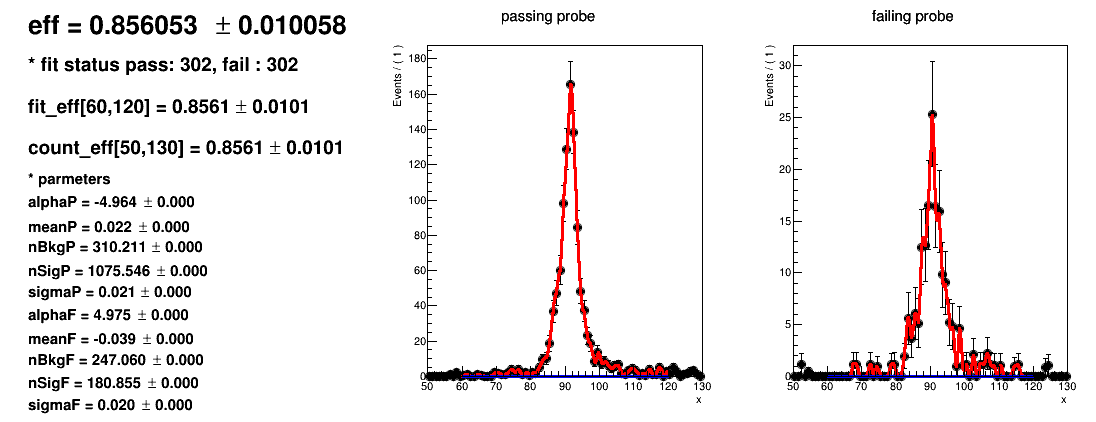 eff = 0.856053 ± 0.010058
* fit status pass: 302, fail : 302
fit_eff[60,120] = 0.8561 ± 0.0101
count_eff[50,130] = 0.8561 ± 0.0101
* parmeters
alphaP = -4.964 ± 0.000
meanP = 0.022 ± 0.000
nBkgP = 310.211 ± 0.000
nSigP = 1075.546 ± 0.000
sigmaP = 0.021 ± 0.000
alphaF = 4.975 ± 0.000
meanF = -0.039 ± 0.000
nBkgF = 247.060 ± 0.000
nSigF = 180.855 ± 0.000
sigmaF = 0.020 ± 0.000
passing probe
Events / ( 1 )
180
160
140
120
100
80
60
40
20
0
50 60 70 80 90 100 110 120 130
x
failing probe
Events / ( 1 )
30
25
20
15
10
5
0
50 60 70 80 90 100 110 120 130
x